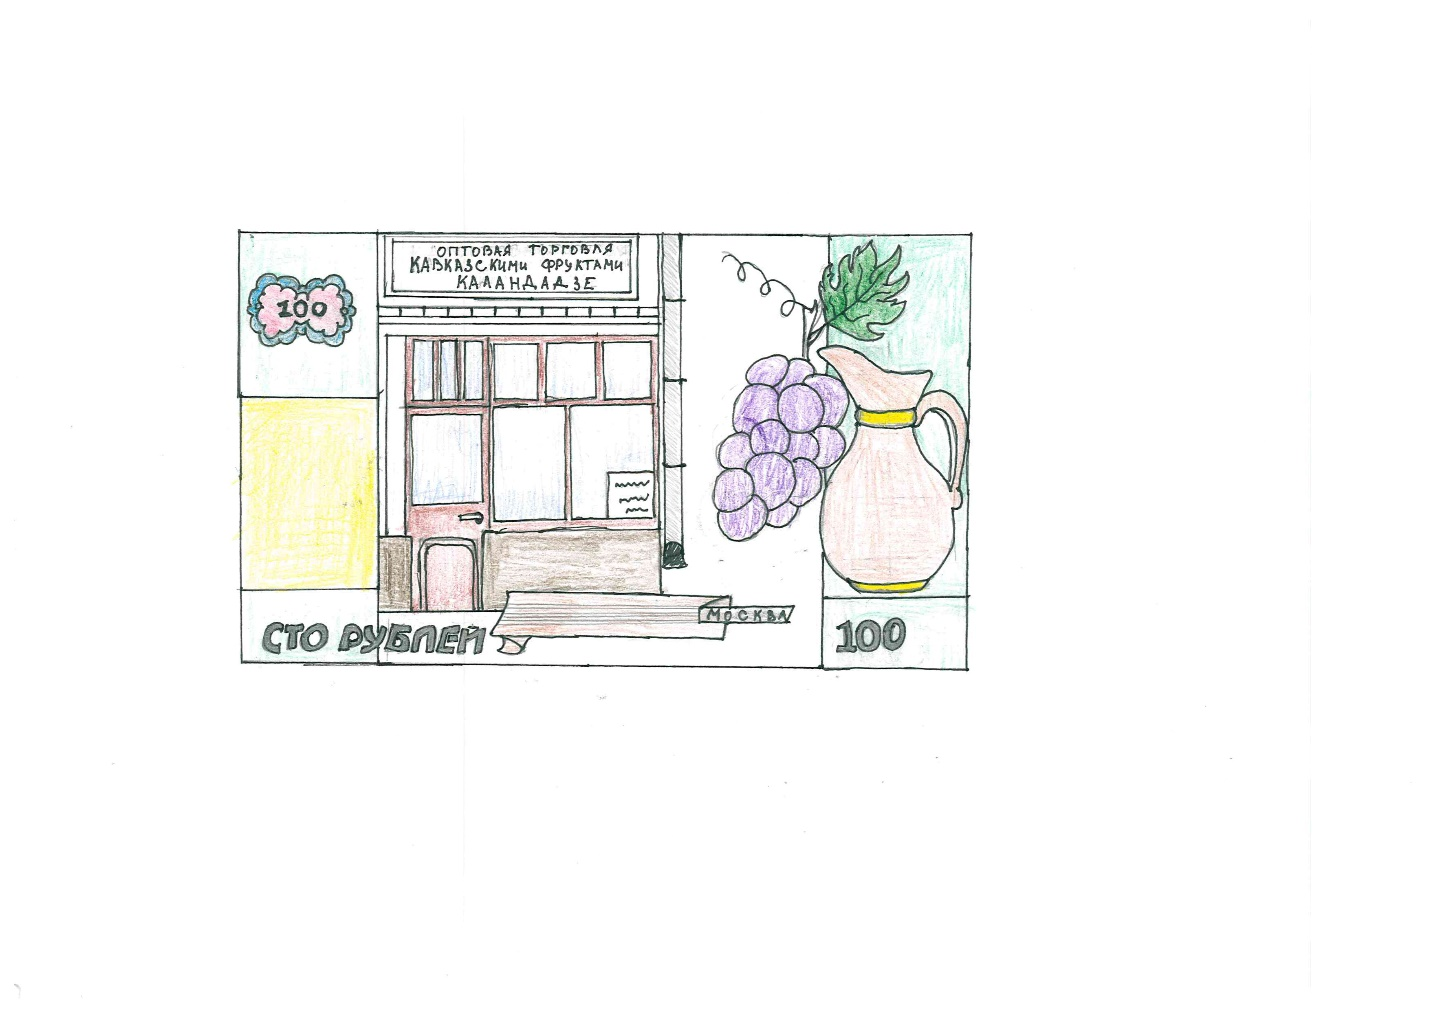 ОПТОВАЯ ТОРГОВЛЯ
КАВКАЗСКИМИ ФРУКТАМИ
КАЛАНДАДЗЕ
100
МОСКВА
СТО РУБЛЕЙ
100